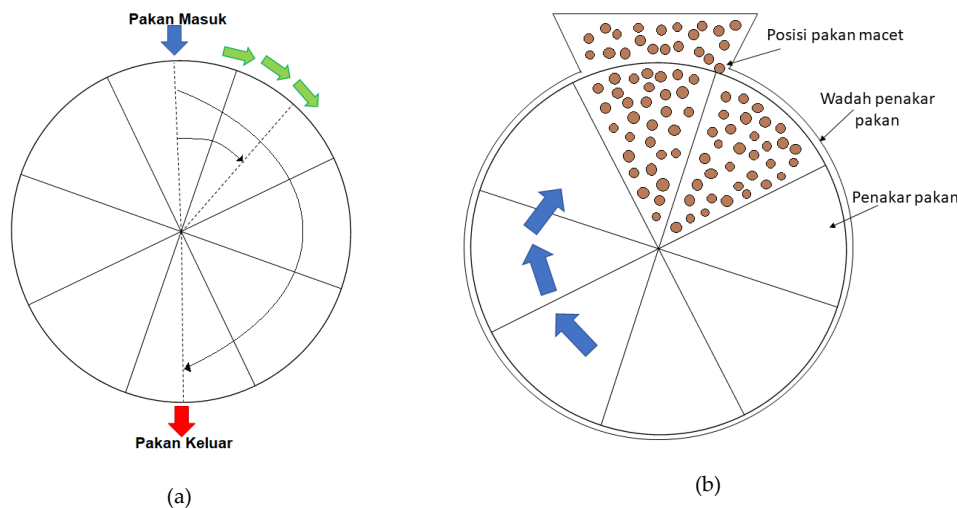 Pakan Masuk
Pakan Keluar
(a)
Posisi pakan macet
Wadah penakar
pakan
Penakar pakan
(b)